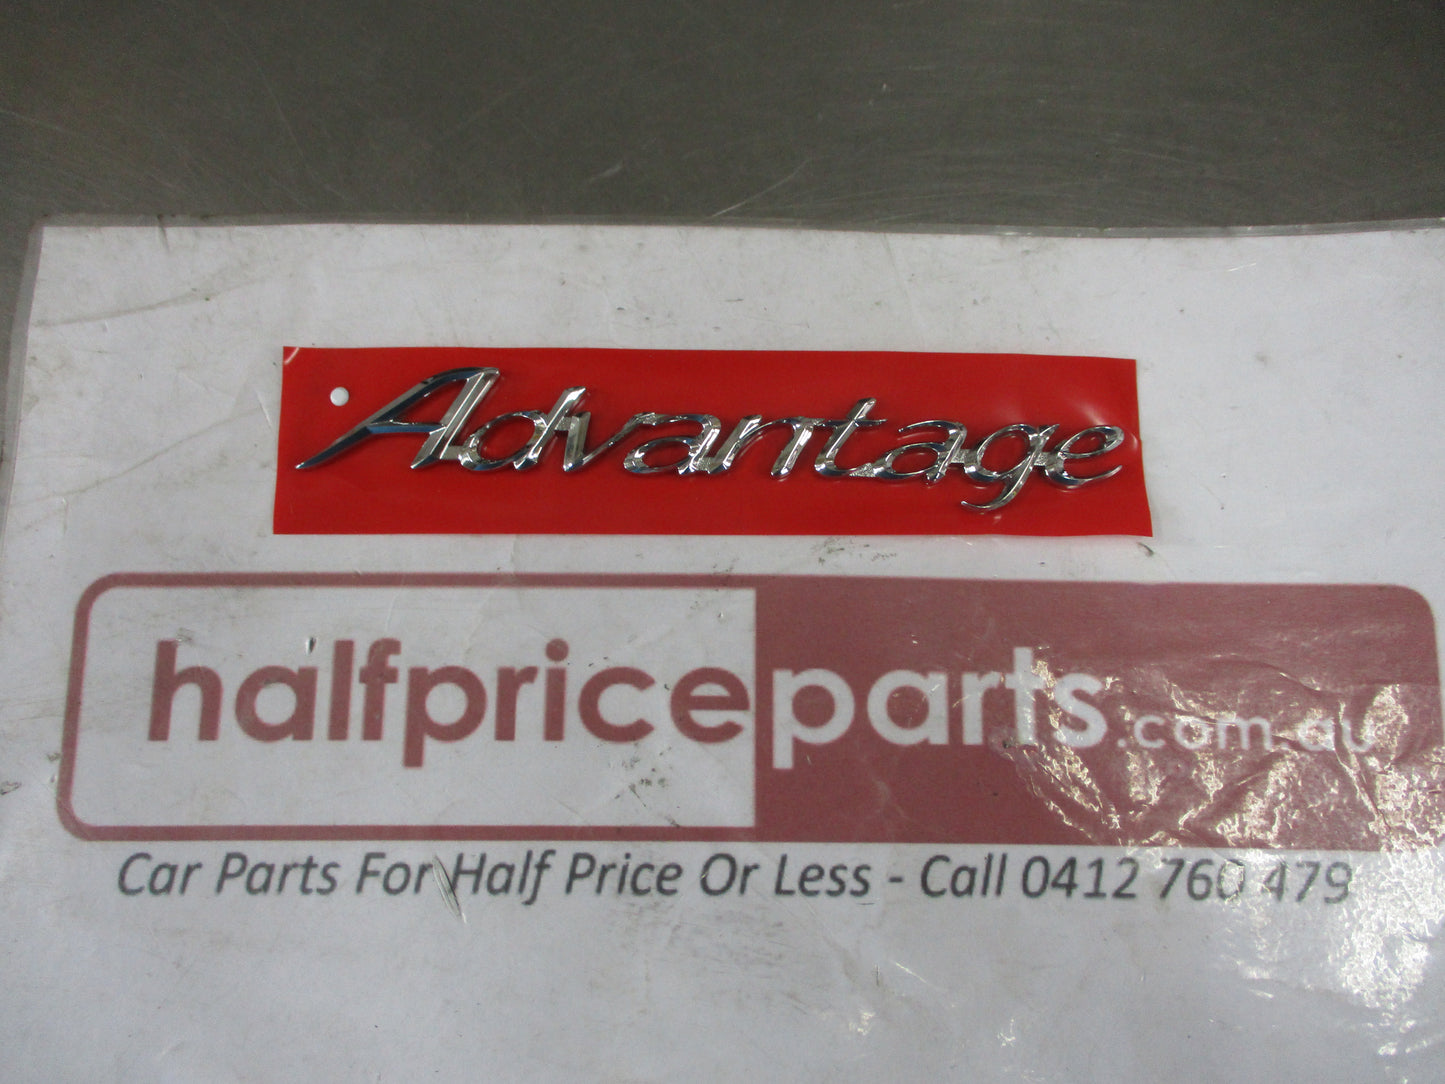 Advantage
halfpriceparts.com.au
Car Parts For Half Price Or Less - Call 0412 760 479